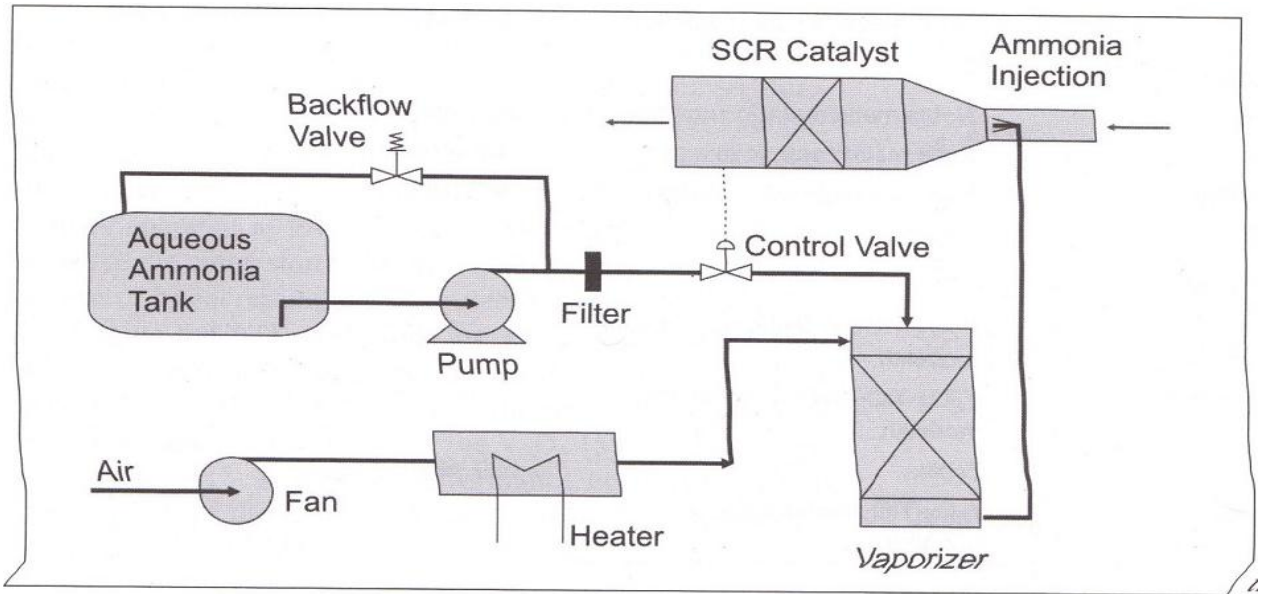 SCR Catalyst
Ammonia
Injection
Backflow
Valve
Aqueous
Ammonia
Tank
Control Valve
Filter
Pump
Air
Fan
Heater
Vaporizer